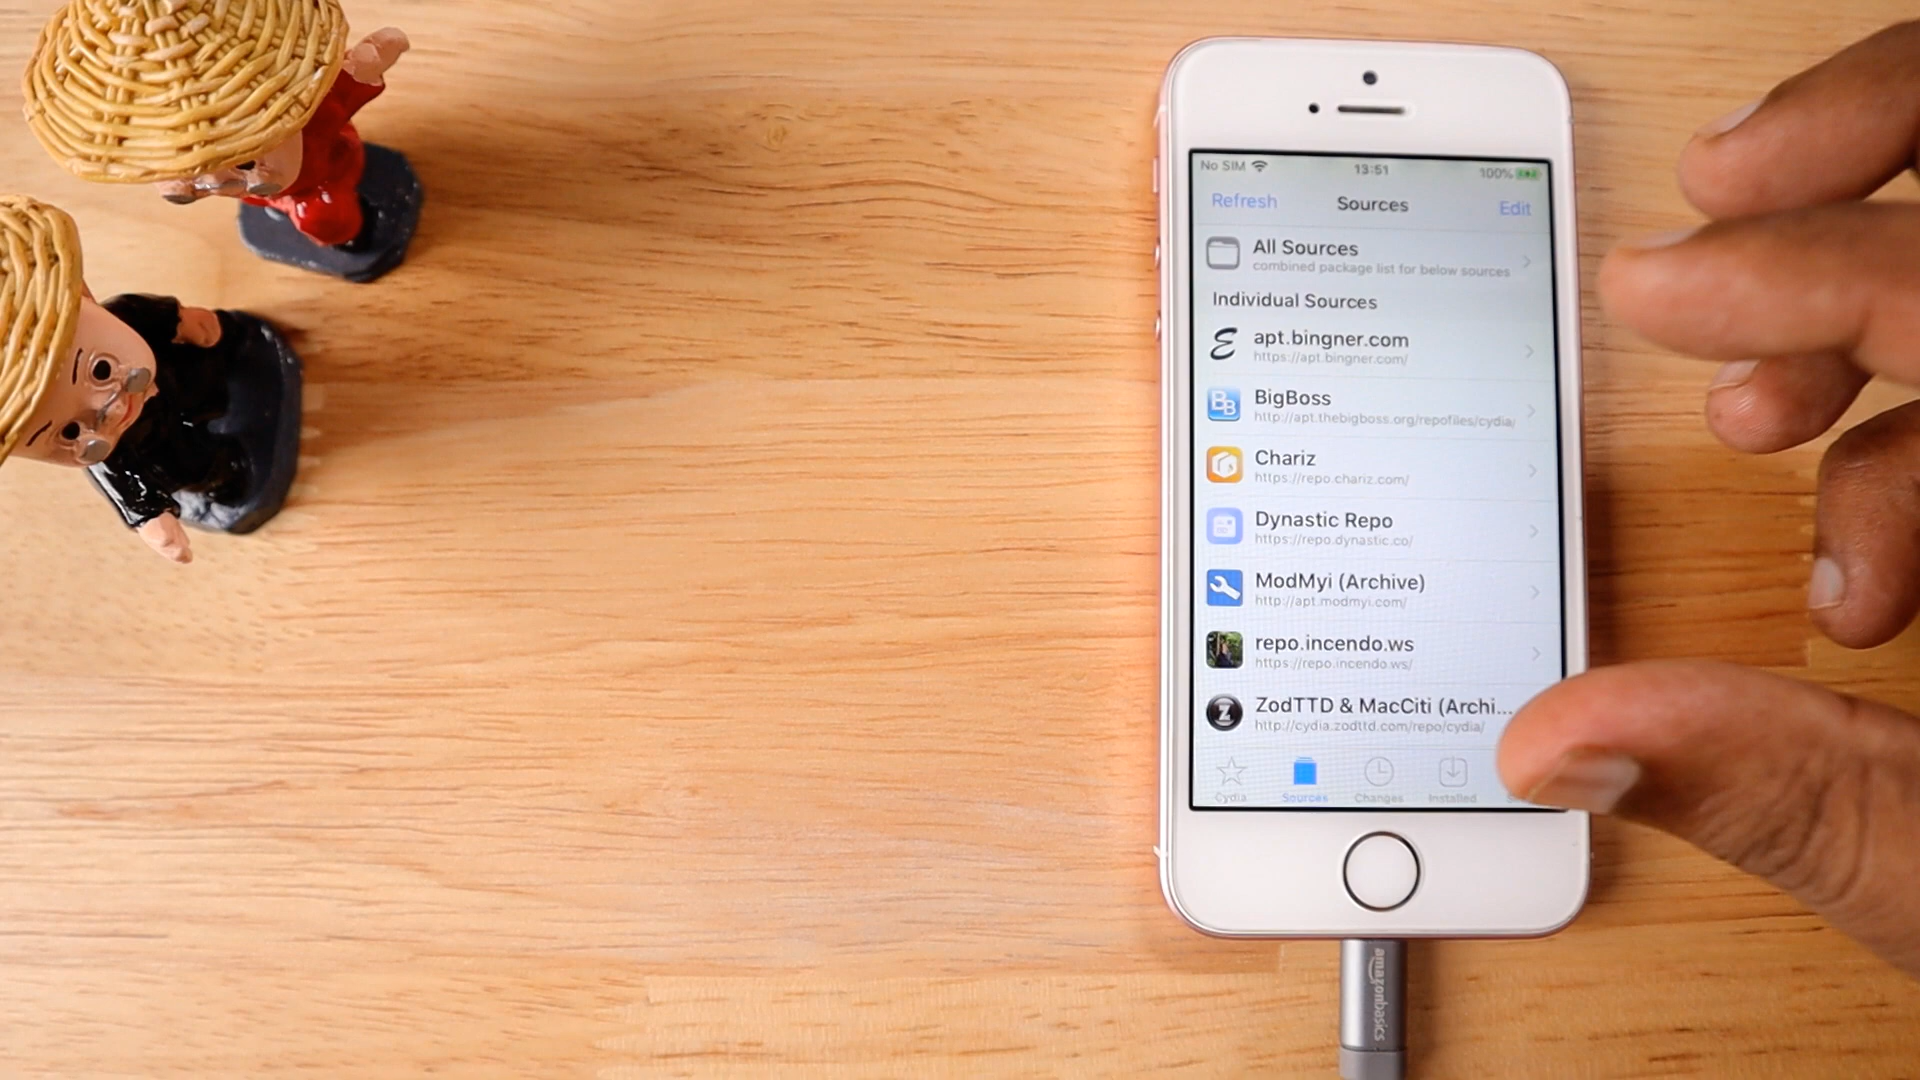 No SIM 13:51 100%
Refresh Sources Edit
All Sources
combined package list for below sources
Individual Sources
apt.bingner.com
https://apt.bingner.com/
BigBoss
http://apt.thebigboss.org/repofiles/cydia/
Chariz
https://repo.chariz.com/
Dynastic Repo
https://repo.dynastic.co/
ModMyi (Archive)
http://apt.modmyi.com/
repo.incendo.ws
https://repo.incendo.ws/
ZodTTD & MacCiti (Archi...
http://cydia.zodttd.com/repo/cydia/
Cydia Sources Changes Installed
amazonbasics